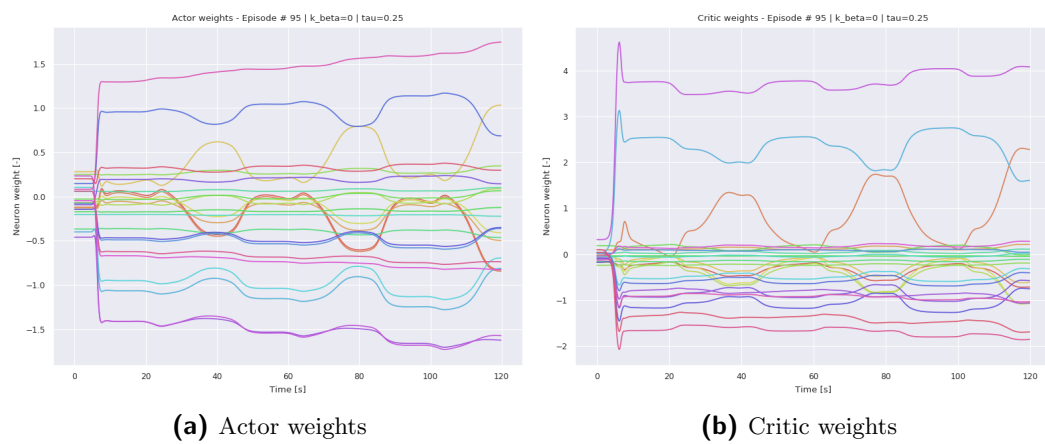 Actor weights - Episode # 95 | k_beta=0 | tau=0.25
Neuron weight [-]
1.5
1.0
0.5
0.0
−0.5
−1.0
−1.5
0 20 40 60 80 100 120
Time [s]
(a) Actor weights
Critic weights - Episode # 95 | k_beta=0 | tau=0.25
Neuron weight [-]
4
3
2
1
0
−1
−2
0 20 40 60 80 100 120
Time [s]
(b) Critic weights